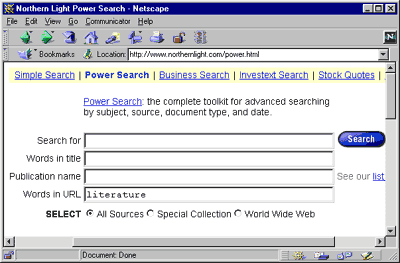 Northern Light Power Search - Netscape
File Edit View Go Communicator Help
Bookmarks Location: http://www.northernlight.com/power.html
Simple Search | Power Search | Business Search | Investext Search | Stock Quotes |
Power Search: the complete toolkit for advanced searching
by subject, source, document type, and date.
Search for Search
Words in title
Publication name See our list
Words in URL literature
SELECT All Sources Special Collection World Wide Web
Document: Done